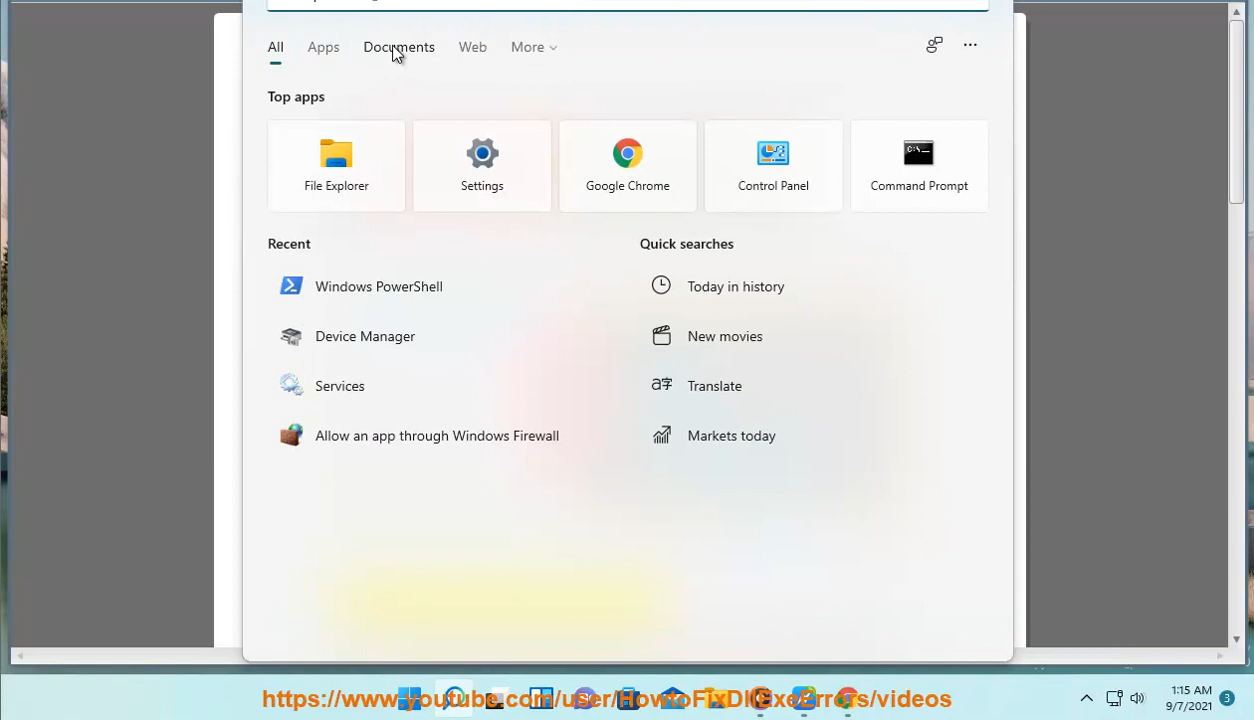 All Apps Documents Web More
Top apps
File Explorer Settings Google Chrome Control Panel Command Prompt
Recent Quick searches
Windows PowerShell Today in history
Device Manager New movies
Services Translate
Allow an app through Windows Firewall Markets today
https://www.youtube.com/user/HowtoFixDllExeErrors/videos
1:15 AM
9/7/2021 3